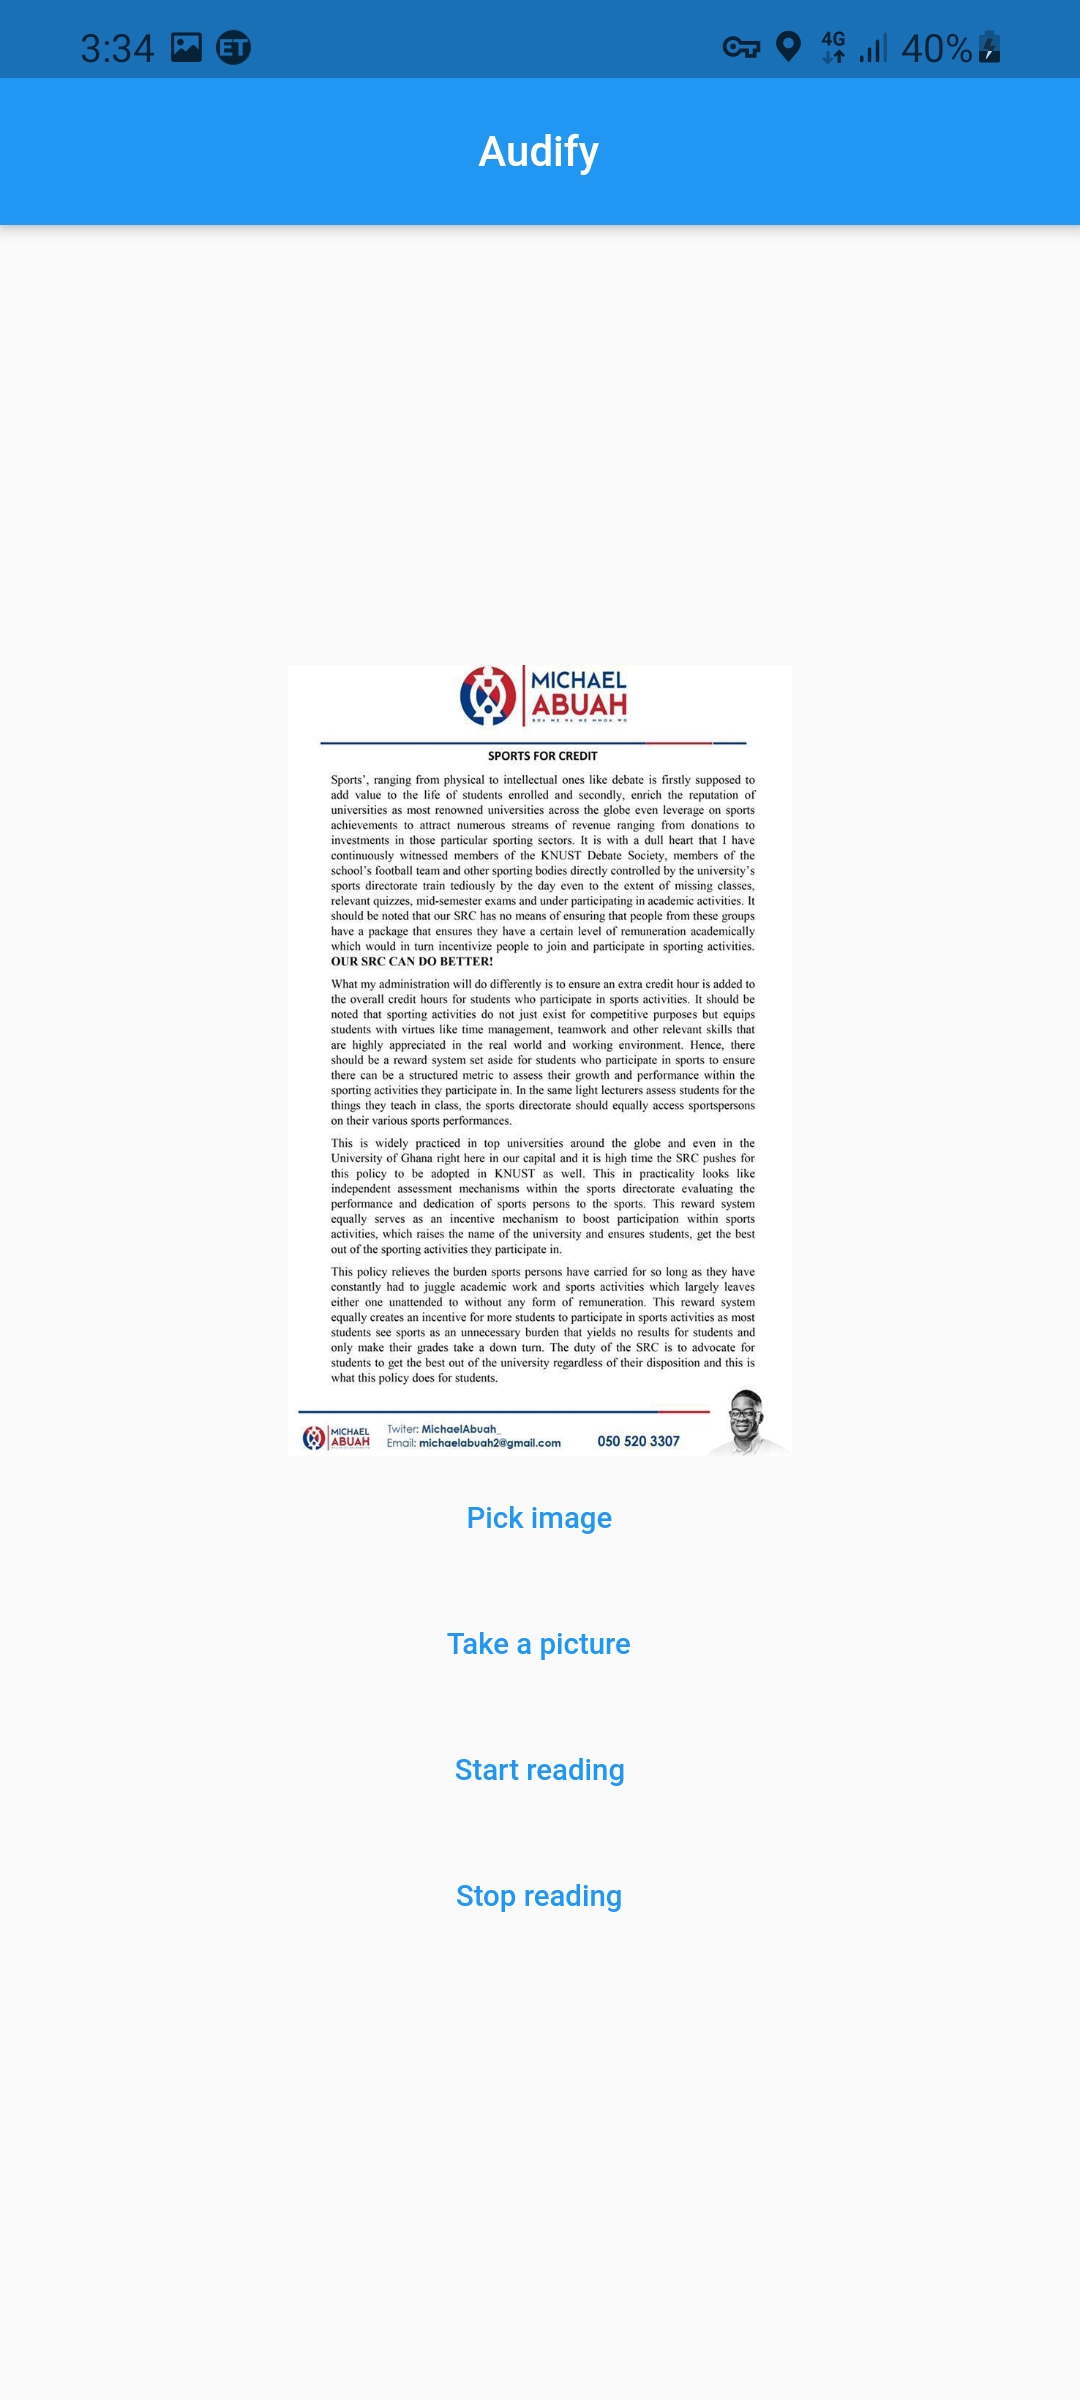 3:34 ET 4G 40%
Audify
MICHAEL
ABUAH
BOA ME NA ME MMOA WO
SPORTS FOR CREDIT
Sports', ranging from physical to intellectual ones like debate is firstly supposed to
add value to the life of students enrolled and secondly, enrich the reputation of
universities as most renowned universities across the globe even leverage on sports
achievements to attract numerous streams of revenue ranging from donations to
investments in those particular sporting sectors. It is with a dull heart that I have
continuously witnessed members of the KNUST Debate Society, members of the
school's football team and other sporting bodies directly controlled by the university's
sports directorate train tediously by the day even to the extent of missing classes,
relevant quizzes, mid-semester exams and under participating in academic activities. It
should be noted that our SRC has no means of ensuring that people from these groups
have a package that ensures they have a certain level of remuneration academically
which would in turn incentivize people to join and participate in sporting activities.
OUR SRC CAN DO BETTER!
What my administration will do differently is to ensure an extra credit hour is added to
the overall credit hours for students who participate in sports activities. It should be
noted that sporting activities do not just exist for competitive purposes but equips
students with virtues like time management, teamwork and other relevant skills that
are highly appreciated in the real world and working environment. Hence, there
should be a reward system set aside for students who participate in sports to ensure
there can be a structured metric to assess their growth and performance within the
sporting activities they participate in. In the same light lecturers assess students for the
things they teach in class, the sports directorate should equally access sportspersons
on their various sports performances.
This is widely practiced in top universities around the globe and even in the
University of Ghana right here in our capital and it is high time the SRC pushes for
this policy to be adopted in KNUST as well. This in practicality looks like
independent assessment mechanisms within the sports directorate evaluating the
performance and dedication of sports persons to the sports. This reward system
equally serves as an incentive mechanism to boost participation within sports
activities, which raises the name of the university and ensures students, get the best
out of the sporting activities they participate in.
This policy relieves the burden sports persons have carried for so long as they have
constantly had to juggle academic work and sports activities which largely leaves
either one unattended to without any form of remuneration. This reward system
equally creates an incentive for more students to participate in sports activities as most
students see sports as an unnecessary burden that yields no results for students and
only make their grades take a down turn. The duty of the SRC is to advocate for
students to get the best out of the university regardless of their disposition and this is
what this policy does for students.
MICHAEL
ABUAH
Twiter: MichaelAbuah_
Email: michaelabuah2@gmail.com
050 520 3307
Pick image
Take a picture
Start reading
Stop reading